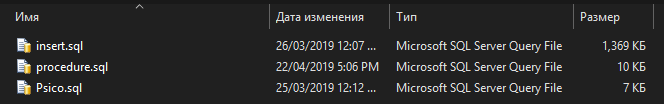 Имя Дата изменения Тип Размер
insert.sql 26/03/2019 12:07 ... Microsoft SQL Server Query File 1,369 КБ
procedure.sql 22/04/2019 5:06 PM Microsoft SQL Server Query File 10 КБ
Psico.sql 25/03/2019 12:12 ... Microsoft SQL Server Query File 7 КБ